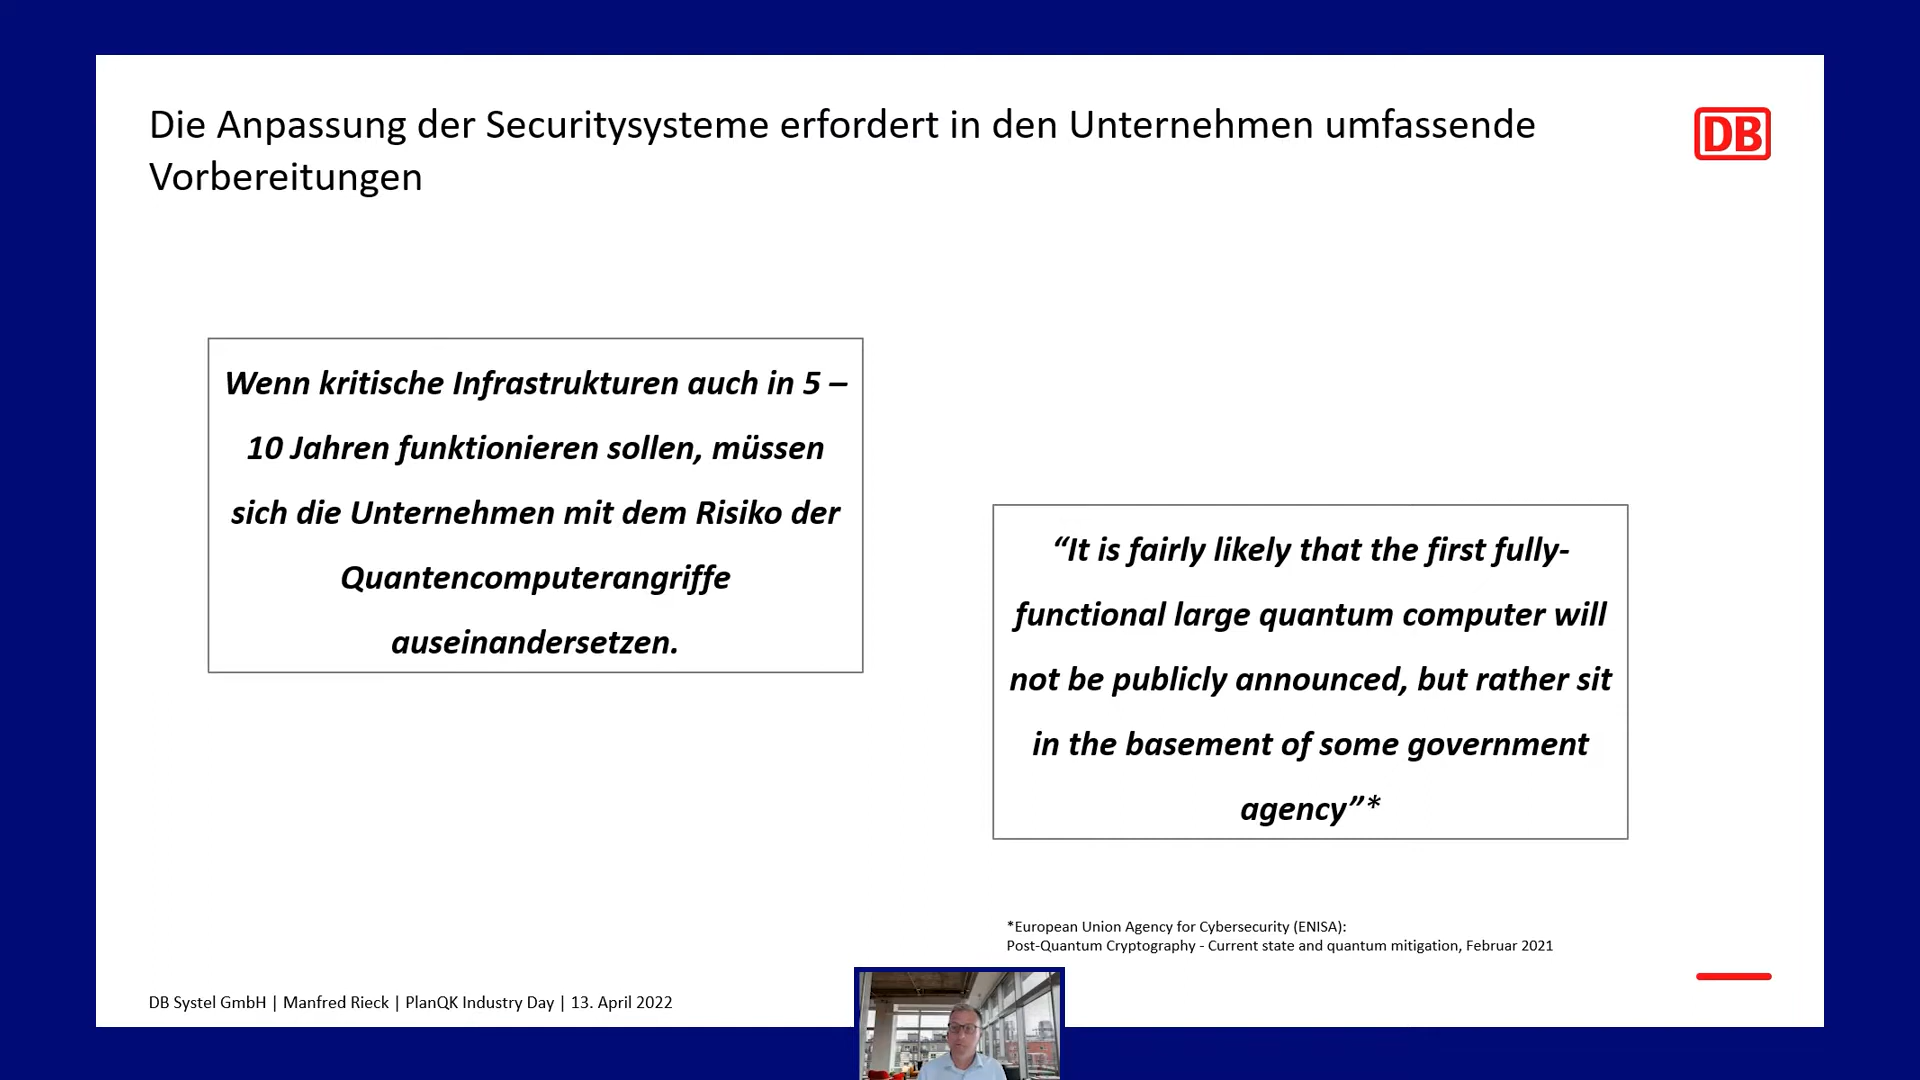 Die Anpassung der Securitysysteme erfordert in den Unternehmen umfassende
Vorbereitungen
DB
Wenn kritische Infrastrukturen auch in 5 –
10 Jahren funktionieren sollen, müssen
sich die Unternehmen mit dem Risiko der
Quantencomputerangriffe
auseinandersetzen.
“It is fairly likely that the first fully-
functional large quantum computer will
not be publicly announced, but rather sit
in the basement of some government
agency”*
*European Union Agency for Cybersecurity (ENISA):
Post-Quantum Cryptography - Current state and quantum mitigation, Februar 2021
DB Systel GmbH | Manfred Rieck | PlanQK Industry Day | 13. April 2022